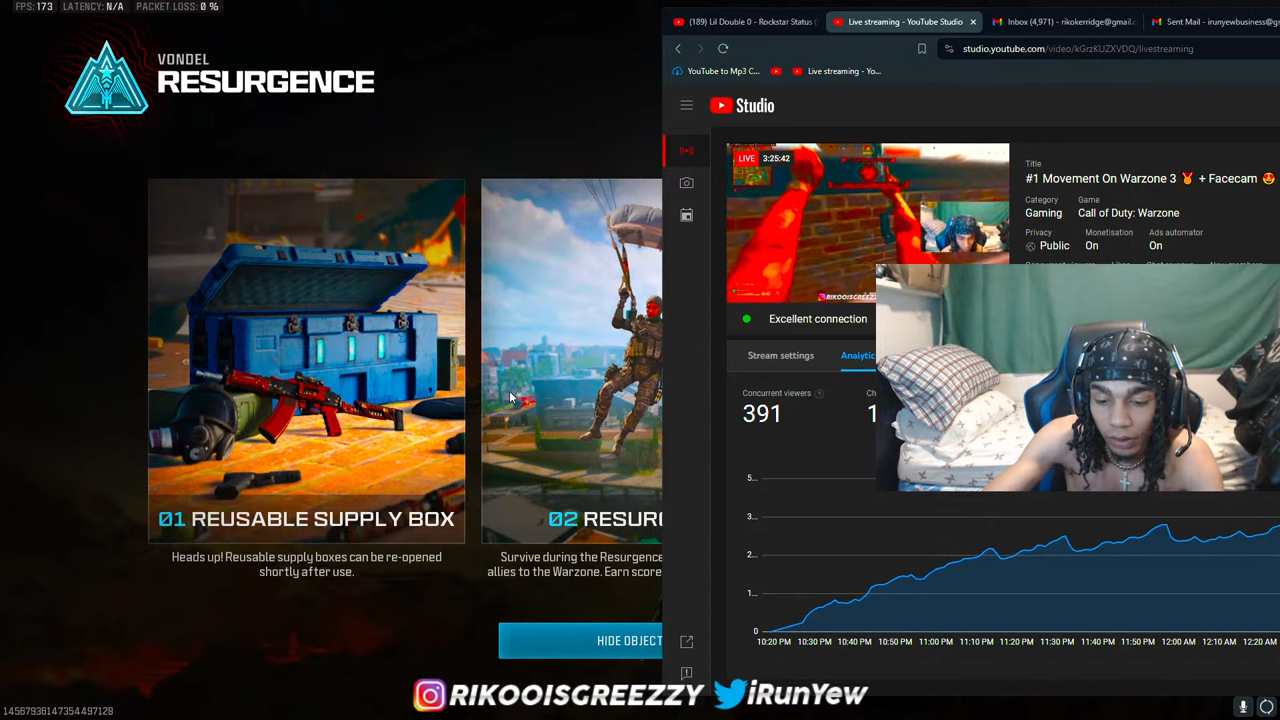 FPS: 173 LATENCY: N/A PACKET LOSS: 0 %
VONDEL
RESURGENCE
01 REUSABLE SUPPLY BOX
Heads up! Reusable supply boxes can be re-opened
shortly after use.
02 RESUR
Survive during the Resurgence
allies to the Warzone. Earn score
HIDE OBJECT
(189) Lil Double 0 - Rockstar Status (
Live streaming - YouTube Studio
Inbox (4,971) - rikokerridge@gmail.
Sent Mail - irunyewbusiness@g
studio.youtube.com/video/kGrzKUZXVDQ/livestreaming
YouTube to Mp3 C...
Live streaming - Yo...
Studio
LIVE 3:25:42
RIKOOISGREEZZY
Title
#1 Movement On Warzone 3 🥇 + Facecam 😍
Category Game
Gaming Call of Duty: Warzone
Privacy Monetisation Ads automator
Public On On
Excellent connection
Stream settings
Analytic
Concurrent viewers
391
5...
3...
2...
1...
0
10:20 PM 10:30 PM 10:40 PM 10:50 PM 11:00 PM 11:10 PM 11:20 PM 11:30 PM 11:40 PM 11:50 PM 12:00 AM 12:10 AM 12:20 AM
RIKOOISGREEZZY iRunYew
14567936147354497128